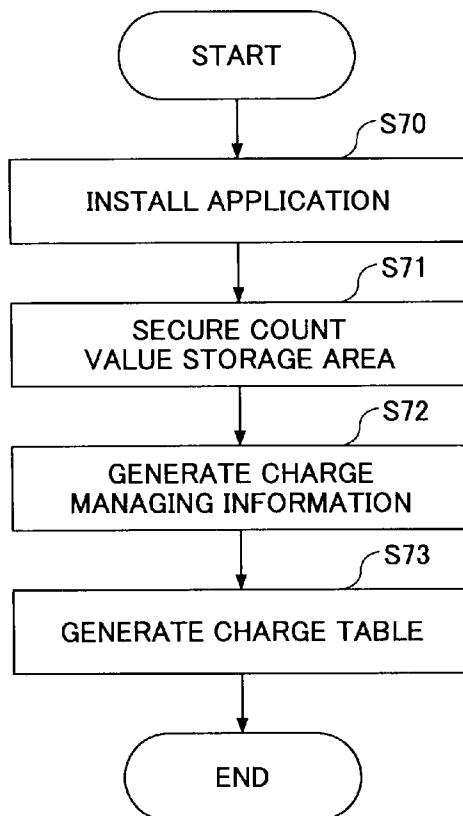 START
S70
INSTALL APPLICATION
S71
SECURE COUNT
VALUE STORAGE AREA
S72
GENERATE CHARGE
MANAGING INFORMATION
S73
GENERATE CHARGE TABLE
END